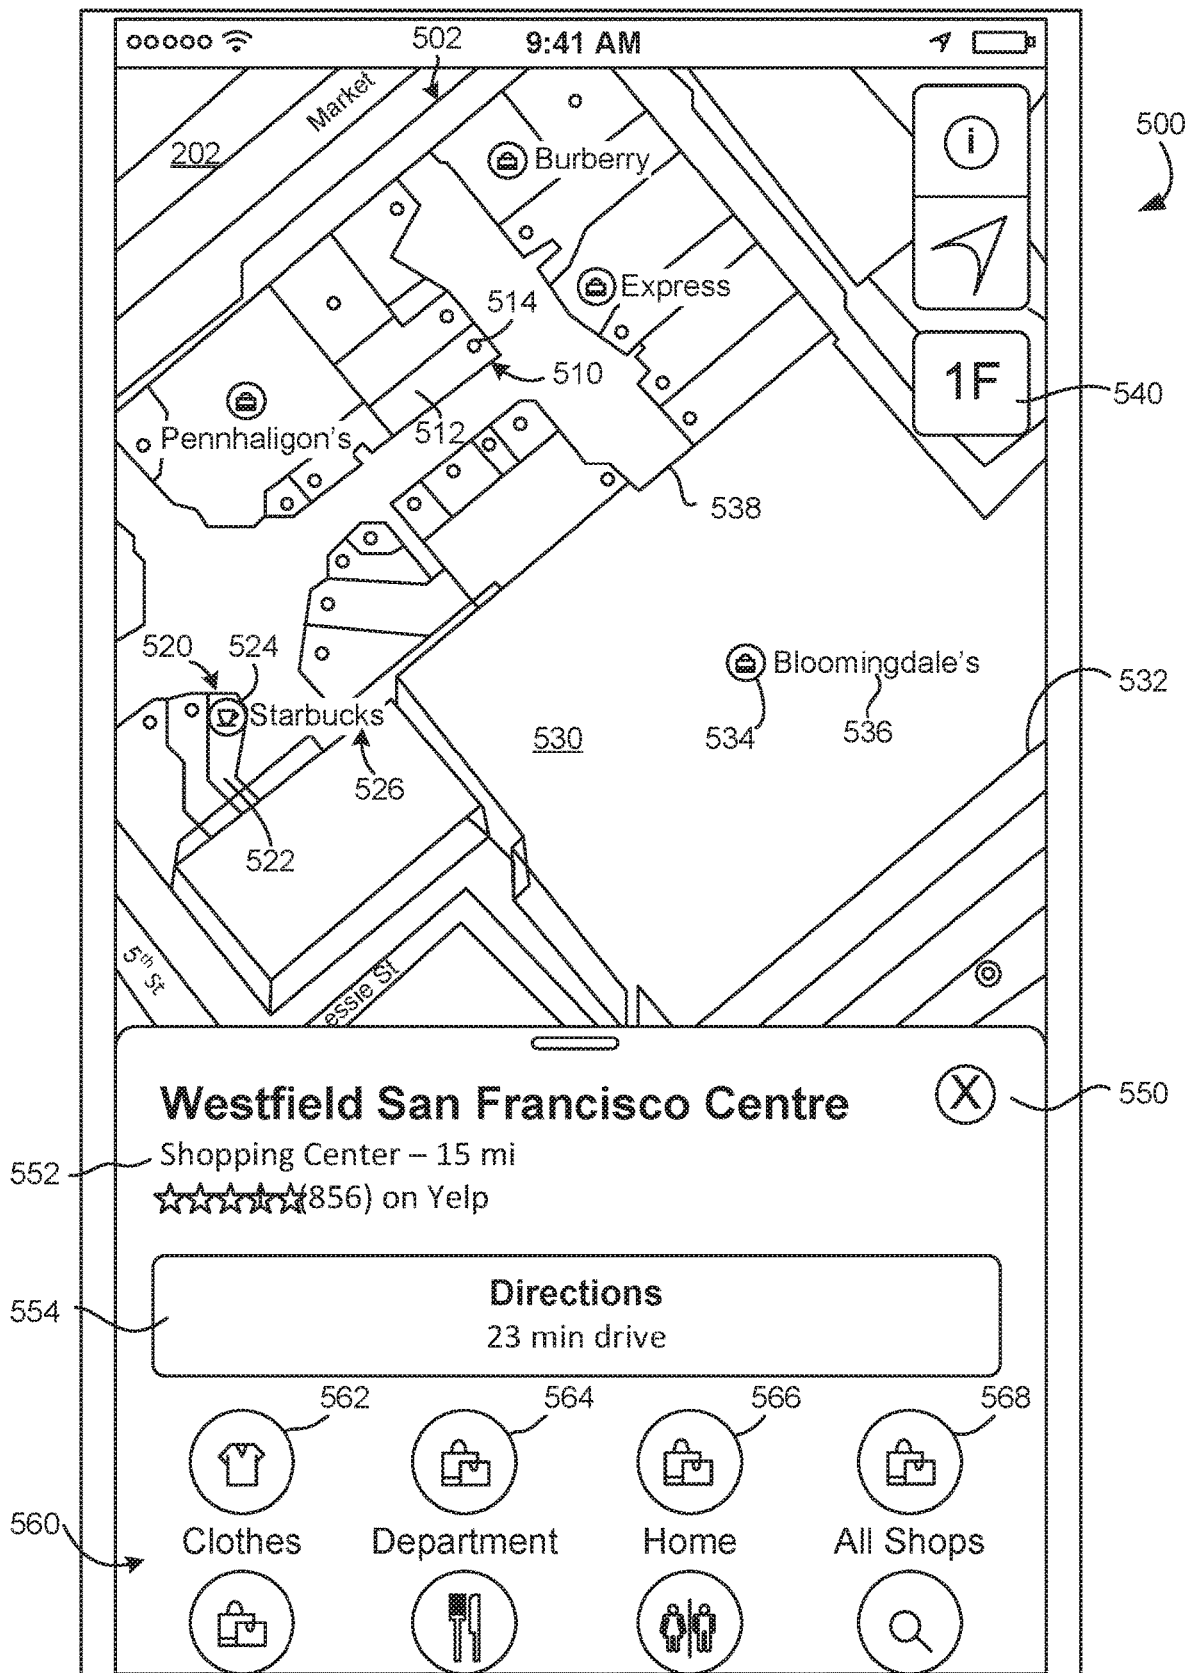 502
9:41 AM
Market
500
202
i
Burberry
Express
514
510
1F
540
512
Pennhaligon's
538
520
524
Bloomingdale's
532
Starbucks
530
534
536
526
522
5th St
essie St
Westfield San Francisco Centre
X
550
552
Shopping Center – 15 mi
(856) on Yelp
Directions
554
23 min drive
562
564
566
568
560
Clothes
Department
Home
All Shops